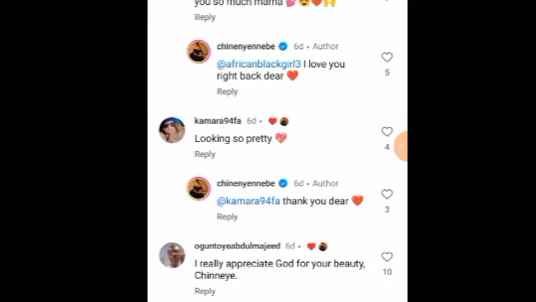 you so much mama 💕😍❤️🙌
Reply
chinenyennebe 6d • Author
@africanblackgirl3 I love you
right back dear ❤️
5
Reply
kamara94fa 6d •
Looking so pretty 💖
4
Reply
chinenyennebe 6d • Author
@kamara94fa thank you dear ❤️
3
Reply
oguntoyeabdulmajeed 6d •
I really appreciate God for your beauty,
Chinneye.
10
Reply